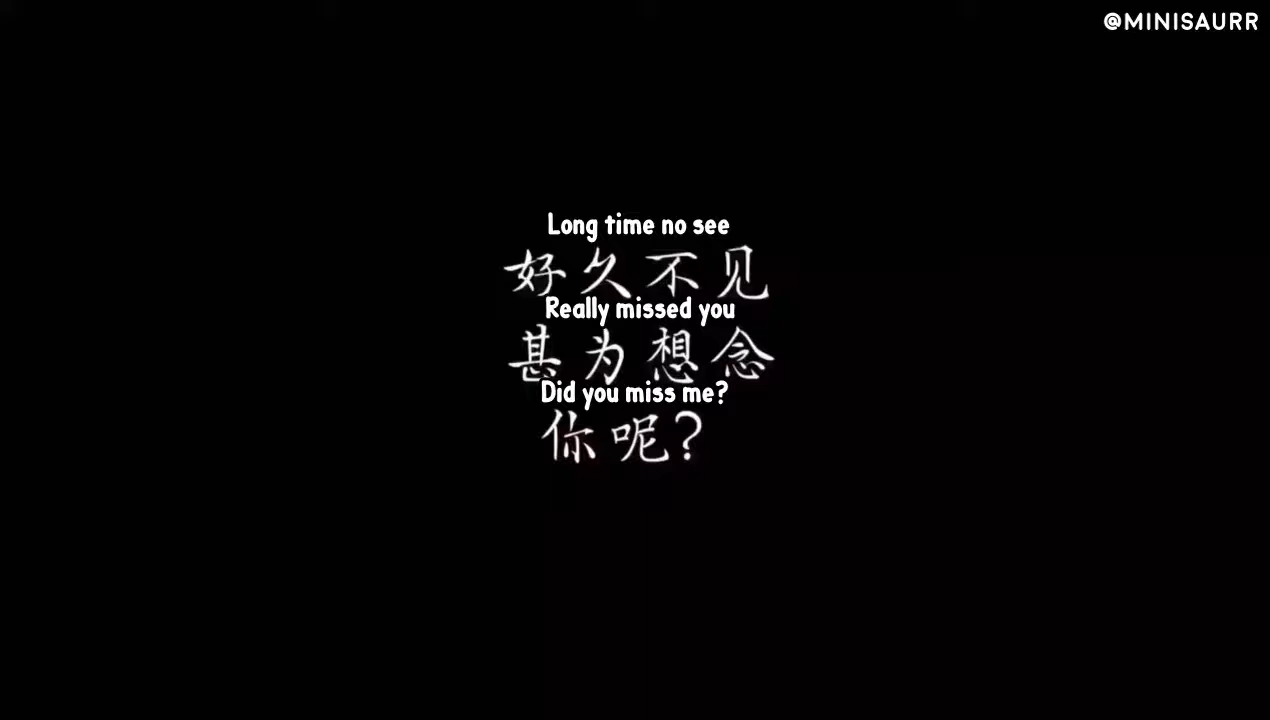 @MINISAURR
Long time no see
好久不见
Really missed you
甚为想念
Did you miss me?
你呢?